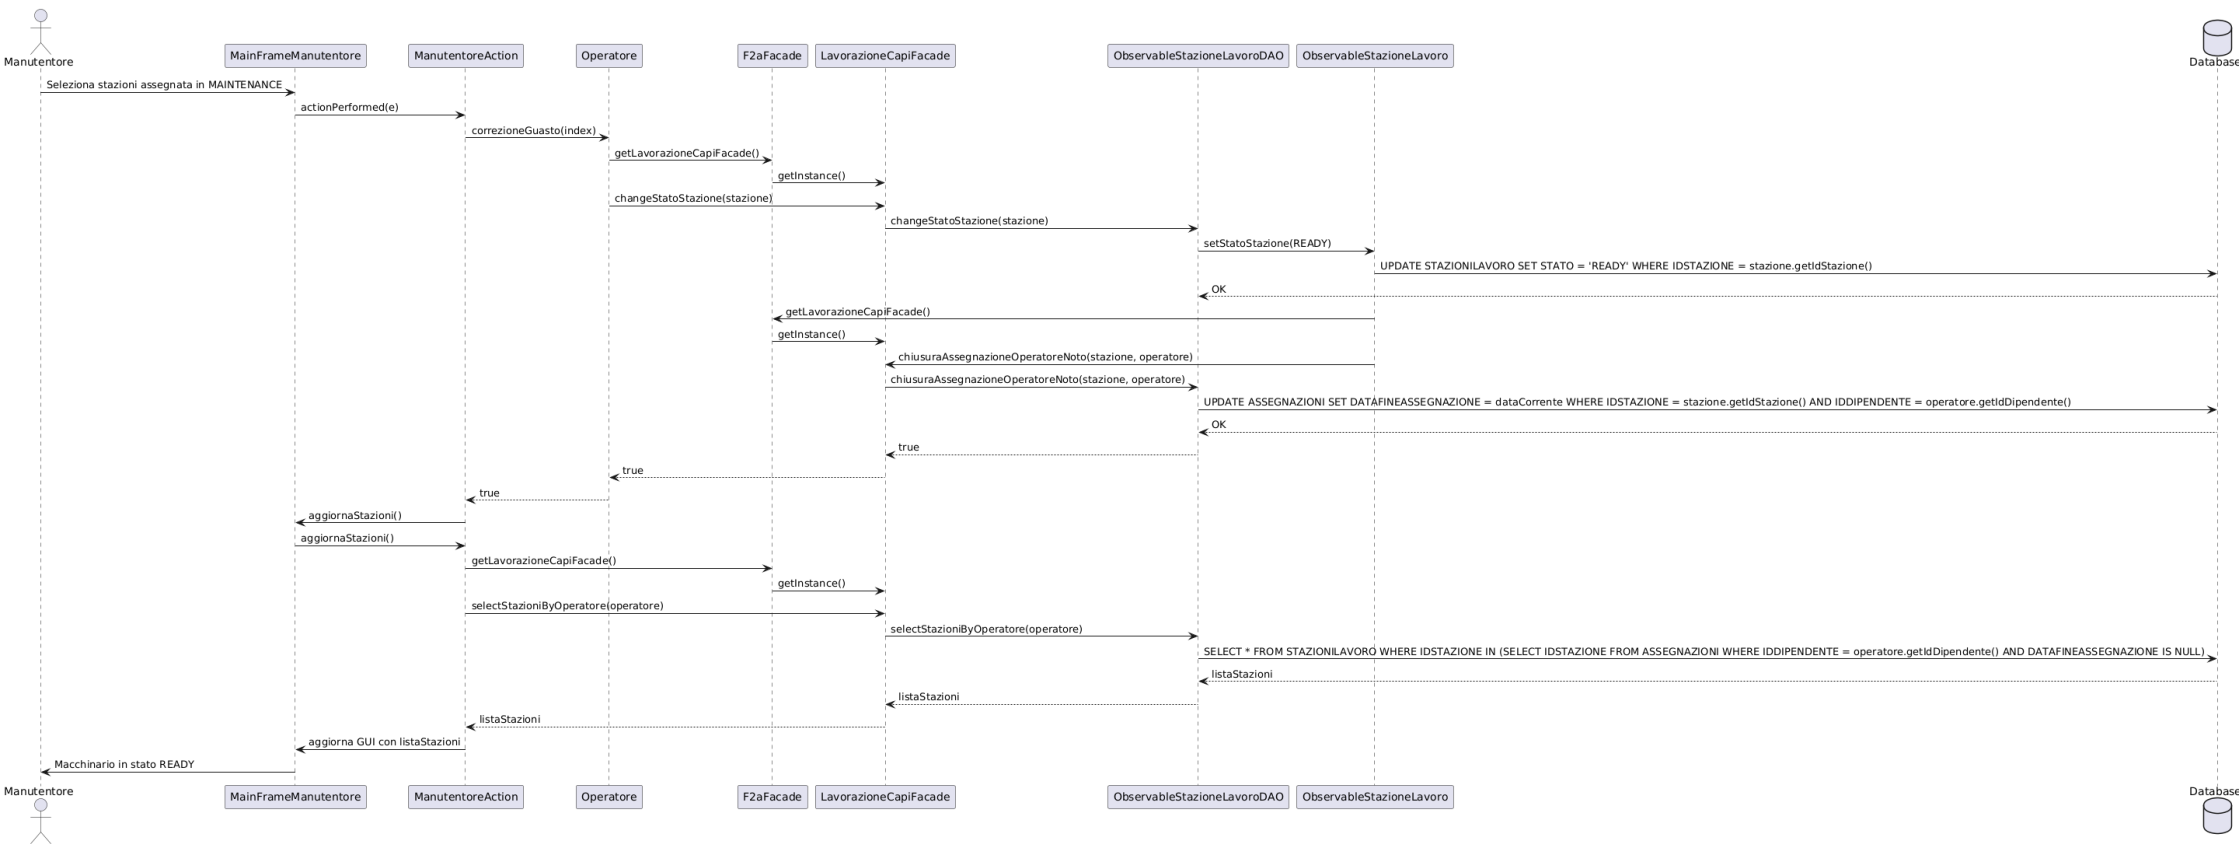 Manutentore
MainFrameManutentore
ManutentoreAction
Operatore
F2aFacade
LavorazioneCapiFacade
ObservableStazioneLavoroDAO
ObservableStazioneLavoro
Database
Seleziona stazioni assegnata in MAINTENANCE
actionPerformed(e)
correzioneGuasto(index)
getLavorazioneCapiFacade()
getInstance()
changeStatoStazione(stazione)
changeStatoStazione(stazione)
setStatoStazione(READY)
UPDATE STAZIONILAVORO SET STATO = 'READY' WHERE IDSTAZIONE = stazione.getIdStazione()
OK
getLavorazioneCapiFacade()
getInstance()
chiusuraAssegnazioneOperatoreNoto(stazione, operatore)
chiusuraAssegnazioneOperatoreNoto(stazione, operatore)
UPDATE ASSEGNAZIONI SET DATAFINEASSEGNAZIONE = dataCorrente WHERE IDSTAZIONE = stazione.getIdStazione() AND IDDIPENDENTE = operatore.getIdDipendente()
OK
true
true
true
aggiornaStazioni()
aggiornaStazioni()
getLavorazioneCapiFacade()
getInstance()
selectStazioniByOperatore(operatore)
selectStazioniByOperatore(operatore)
SELECT * FROM STAZIONILAVORO WHERE IDSTAZIONE IN (SELECT IDSTAZIONE FROM ASSEGNAZIONI WHERE IDDIPENDENTE = operatore.getIdDipendente() AND DATAFINEASSEGNAZIONE IS NULL)
listaStazioni
listaStazioni
listaStazioni
aggiorna GUI con listaStazioni
Macchinario in stato READY
Manutentore
MainFrameManutentore
ManutentoreAction
Operatore
F2aFacade
LavorazioneCapiFacade
ObservableStazioneLavoroDAO
ObservableStazioneLavoro
Database